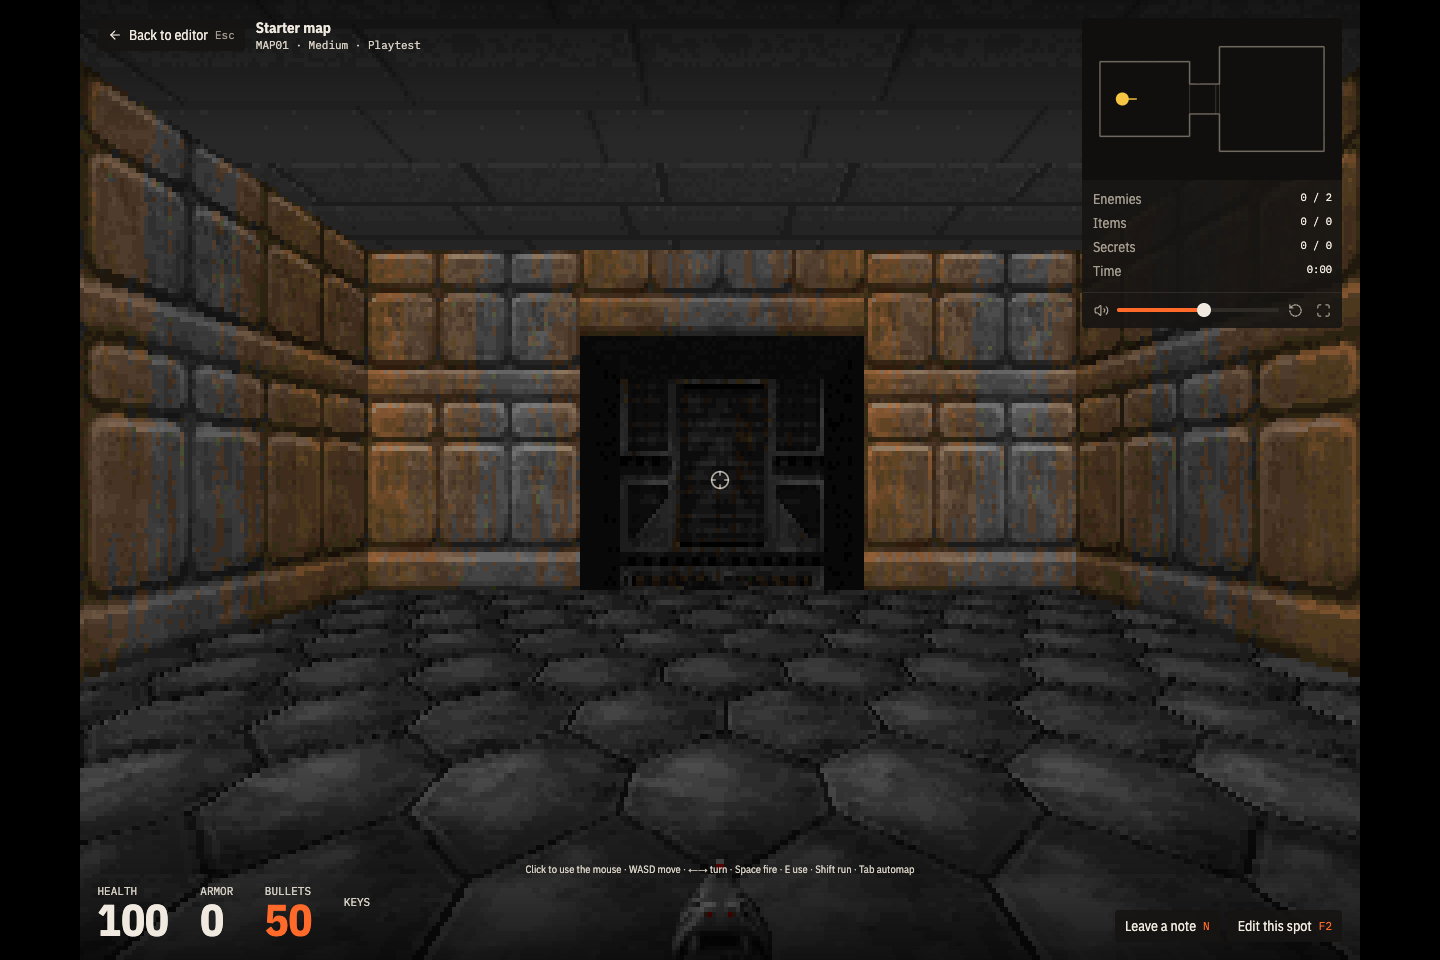 Back to editor Esc
Starter map
MAP01 · Medium · Playtest
Enemies 0 / 2
Items 0 / 0
Secrets 0 / 0
Time 0:00
Click to use the mouse · WASD move · ←→ turn · Space fire · E use · Shift run · Tab automap
HEALTH
100
ARMOR
0
BULLETS
50
KEYS
Leave a note N
Edit this spot F2